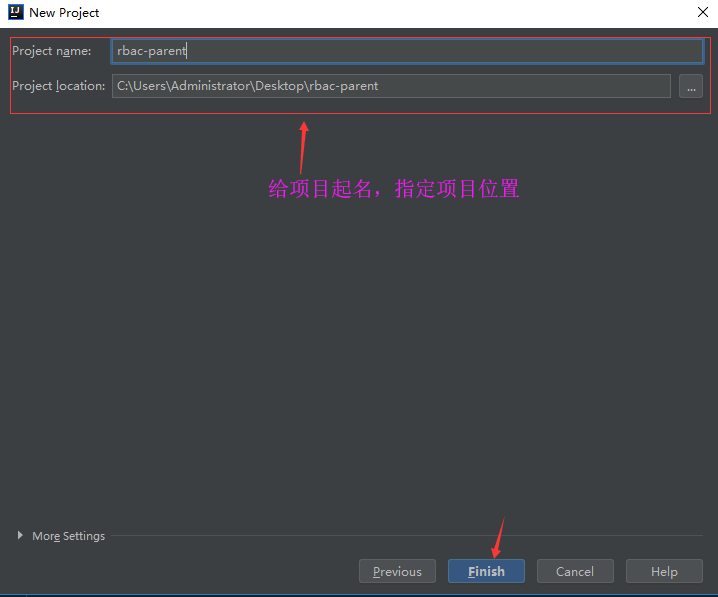 New Project
Project name: rbac-parent
Project location: C:\Users\Administrator\Desktop\rbac-parent ...
给项目起名，指定项目位置
More Settings
Previous Finish Cancel Help